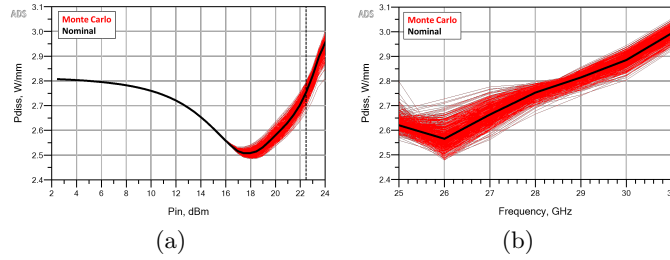 ADS
Monte Carlo
Nominal
3.1
3.0
2.9
2.8
2.7
2.6
2.5
2.4
Pdiss, W/mm
2 4 6 8 10 12 14 16 18 20 22 24
Pin, dBm
(a)
ADS
Monte Carlo
Nominal
3.1
3.0
2.9
2.8
2.7
2.6
2.5
2.4
Pdiss, W/mm
25 26 27 28 29 30
Frequency, GHz
(b)